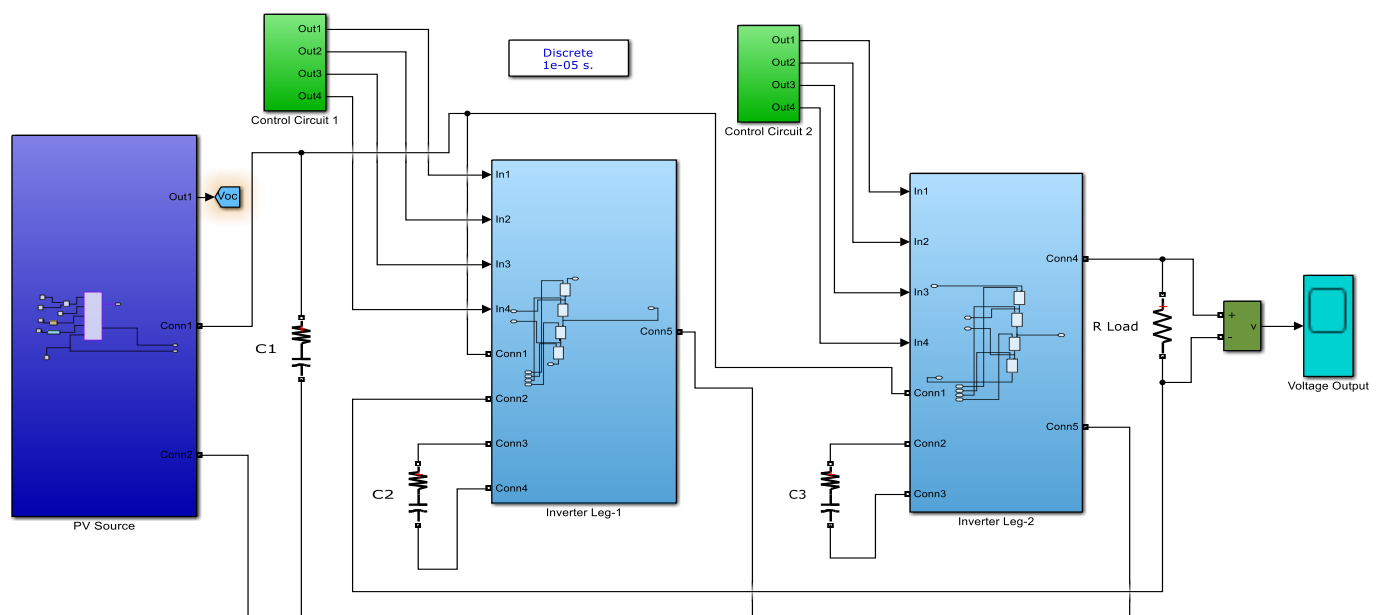 Out1
Out2
Out3
Out4
Control Circuit 1
Discrete
1e-05 s.
Out1
Out2
Out3
Out4
Control Circuit 2
Out1
Voc
Conn1
Conn2
PV Source
C1
In1
In2
In3
In4
Conn1
Conn2
Conn3
Conn4
Conn5
Inverter Leg-1
C2
In1
In2
In3
In4
Conn1
Conn2
Conn3
Conn4
Conn5
Inverter Leg-2
C3
R Load
+
-
v
Voltage Output